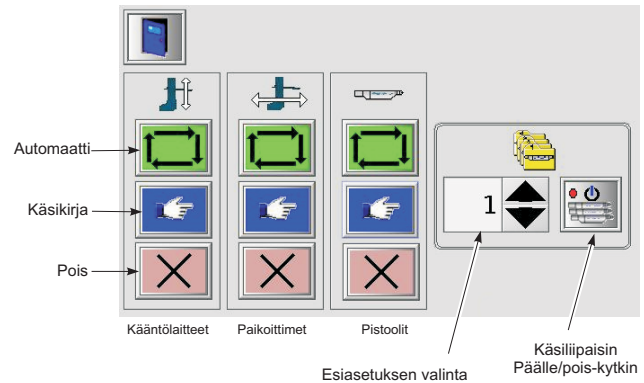 Automaatti
Käsikirja
Pois
1
Kääntölaitteet
Paikoittimet
Pistoolit
Esiasetuksen valinta
Käsiliipaisin
Päälle/pois-kytkin